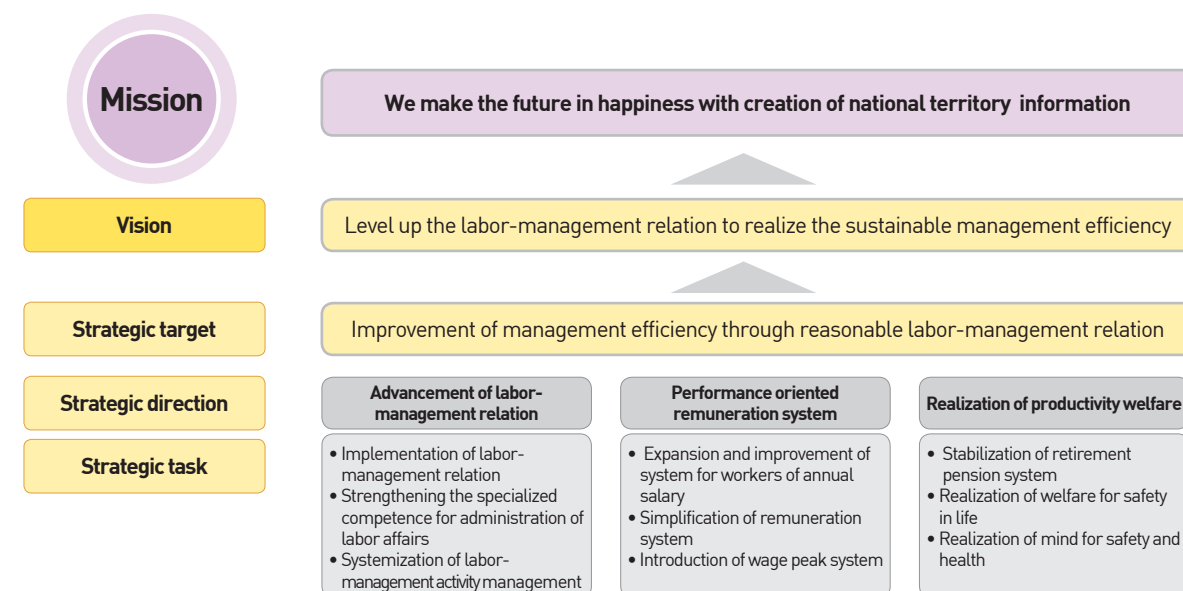 Mission
We make the future in happiness with creation of national territory information
Vision
Level up the labor-management relation to realize the sustainable management efficiency
Strategic target
Improvement of management efficiency through reasonable labor-management relation
Strategic direction
Advancement of labor-
management relation
Performance oriented
remuneration system
Realization of productivity welfare
Strategic task
• Implementation of labor-
management relation
• Strengthening the specialized
competence for administration of
labor affairs
• Systemization of labor-
management activity management
• Expansion and improvement of
system for workers of annual
salary
• Simplification of remuneration
system
• Introduction of wage peak system
• Stabilization of retirement
pension system
• Realization of welfare for safety
in life
• Realization of mind for safety and
health